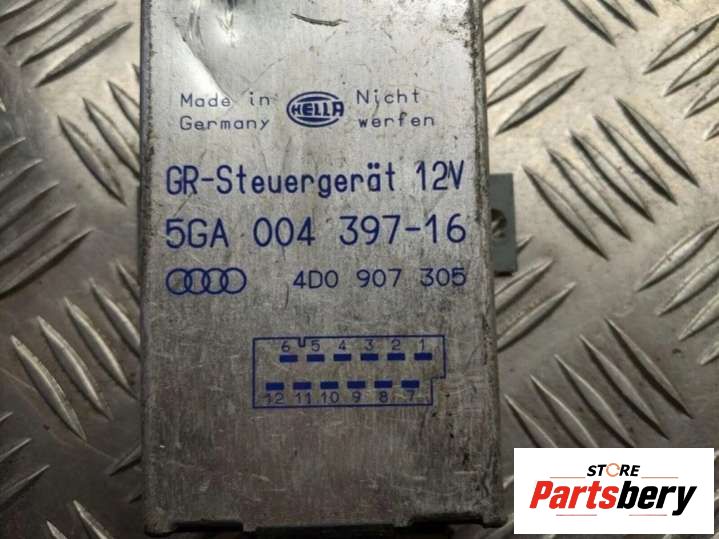 Made in Germany
HELLA
Nicht werfen
GR-Steuergerät 12V
5GA 004 397-16
4D0 907 305
6 5 4 3 2 1
12 11 10 9 8 7
STORE
Partsbery